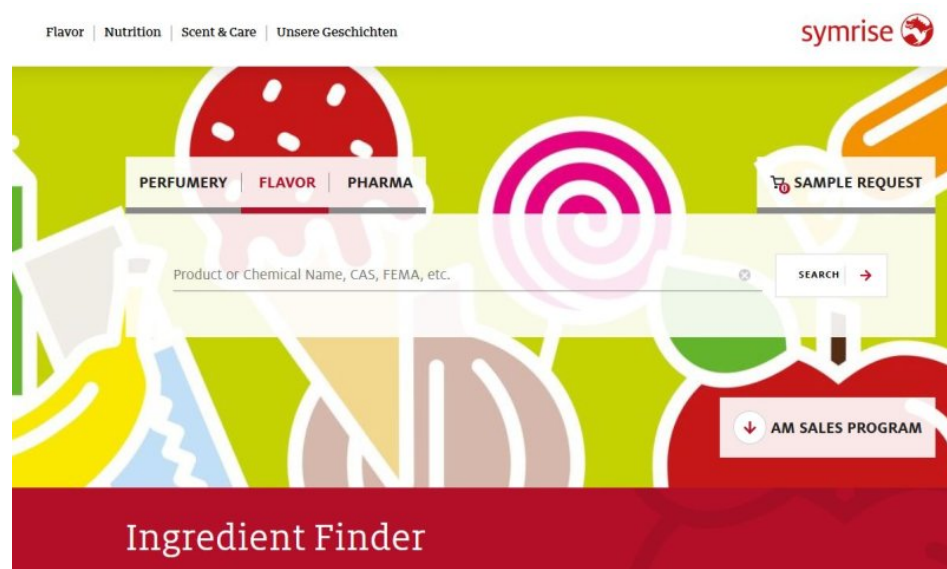 Flavor | Nutrition | Scent & Care | Unsere Geschichten
symrise
PERFUMERY | FLAVOR | PHARMA
0 SAMPLE REQUEST
Product or Chemical Name, CAS, FEMA, etc.
SEARCH
AM SALES PROGRAM
Ingredient Finder